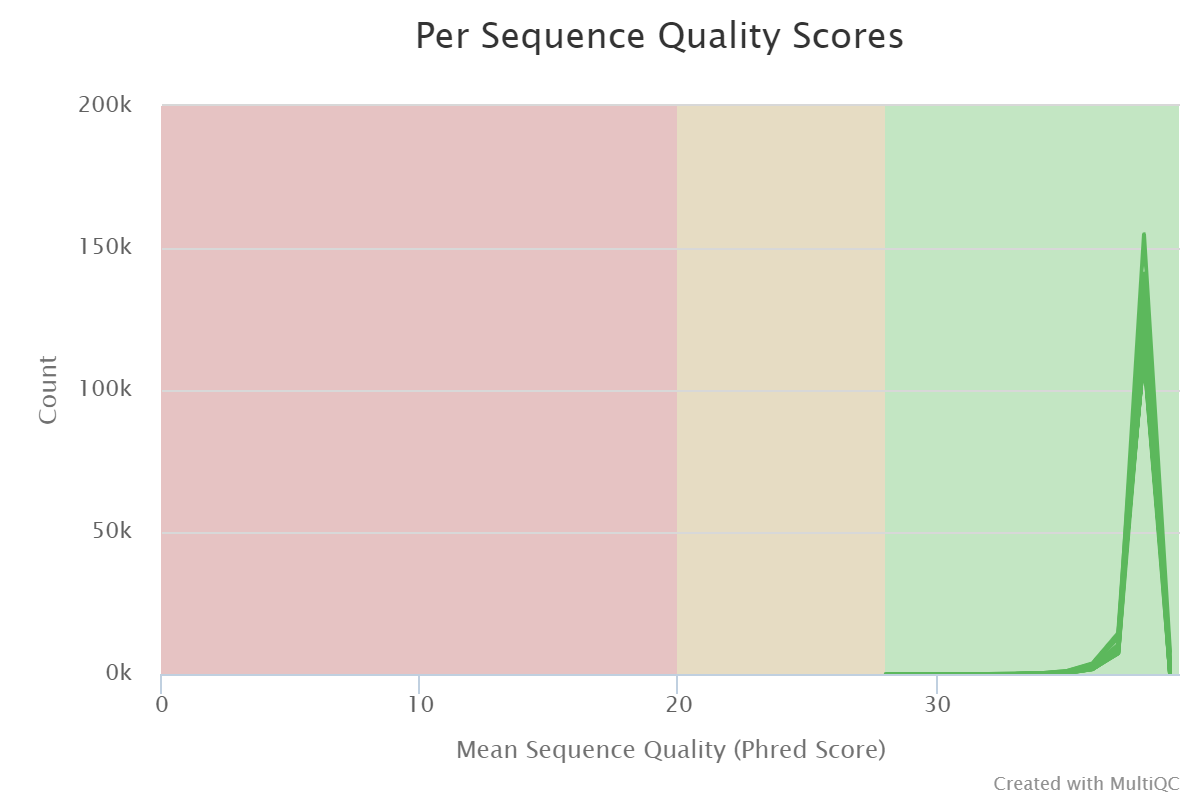 Per Sequence Quality Scores
200k
150k
100k
50k
0k
Count
0 10 20 30
Mean Sequence Quality (Phred Score)
Created with MultiQC